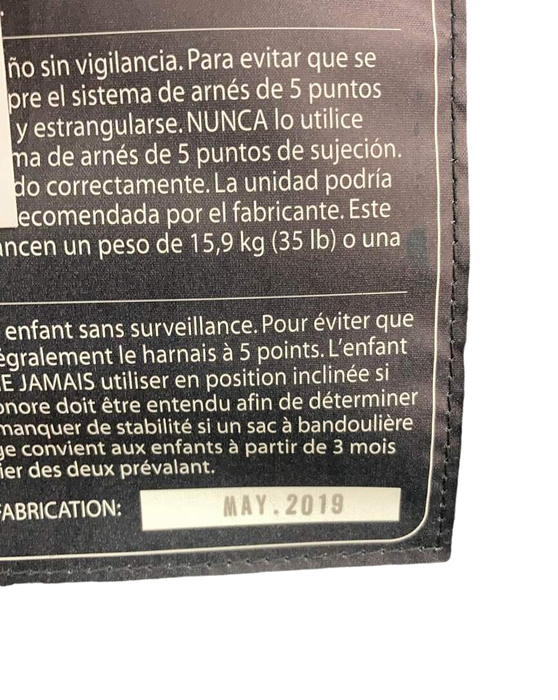 ño sin vigilancia. Para evitar que se
pre el sistema de arnés de 5 puntos
y estrangularse. NUNCA lo utilice
ma de arnés de 5 puntos de sujeción.
do correctamente. La unidad podría
ecomendada por el fabricante. Este
ncen un peso de 15,9 kg (35 lb) o una
enfant sans surveillance. Pour éviter que
égralement le harnais à 5 points. L'enfant
E JAMAIS utiliser en position inclinée si
onore doit être entendu afin de déterminer
manquer de stabilité si un sac à bandoulière
ge convient aux enfants à partir de 3 mois
ier des deux prévalant.
FABRICATION: MAY.2019